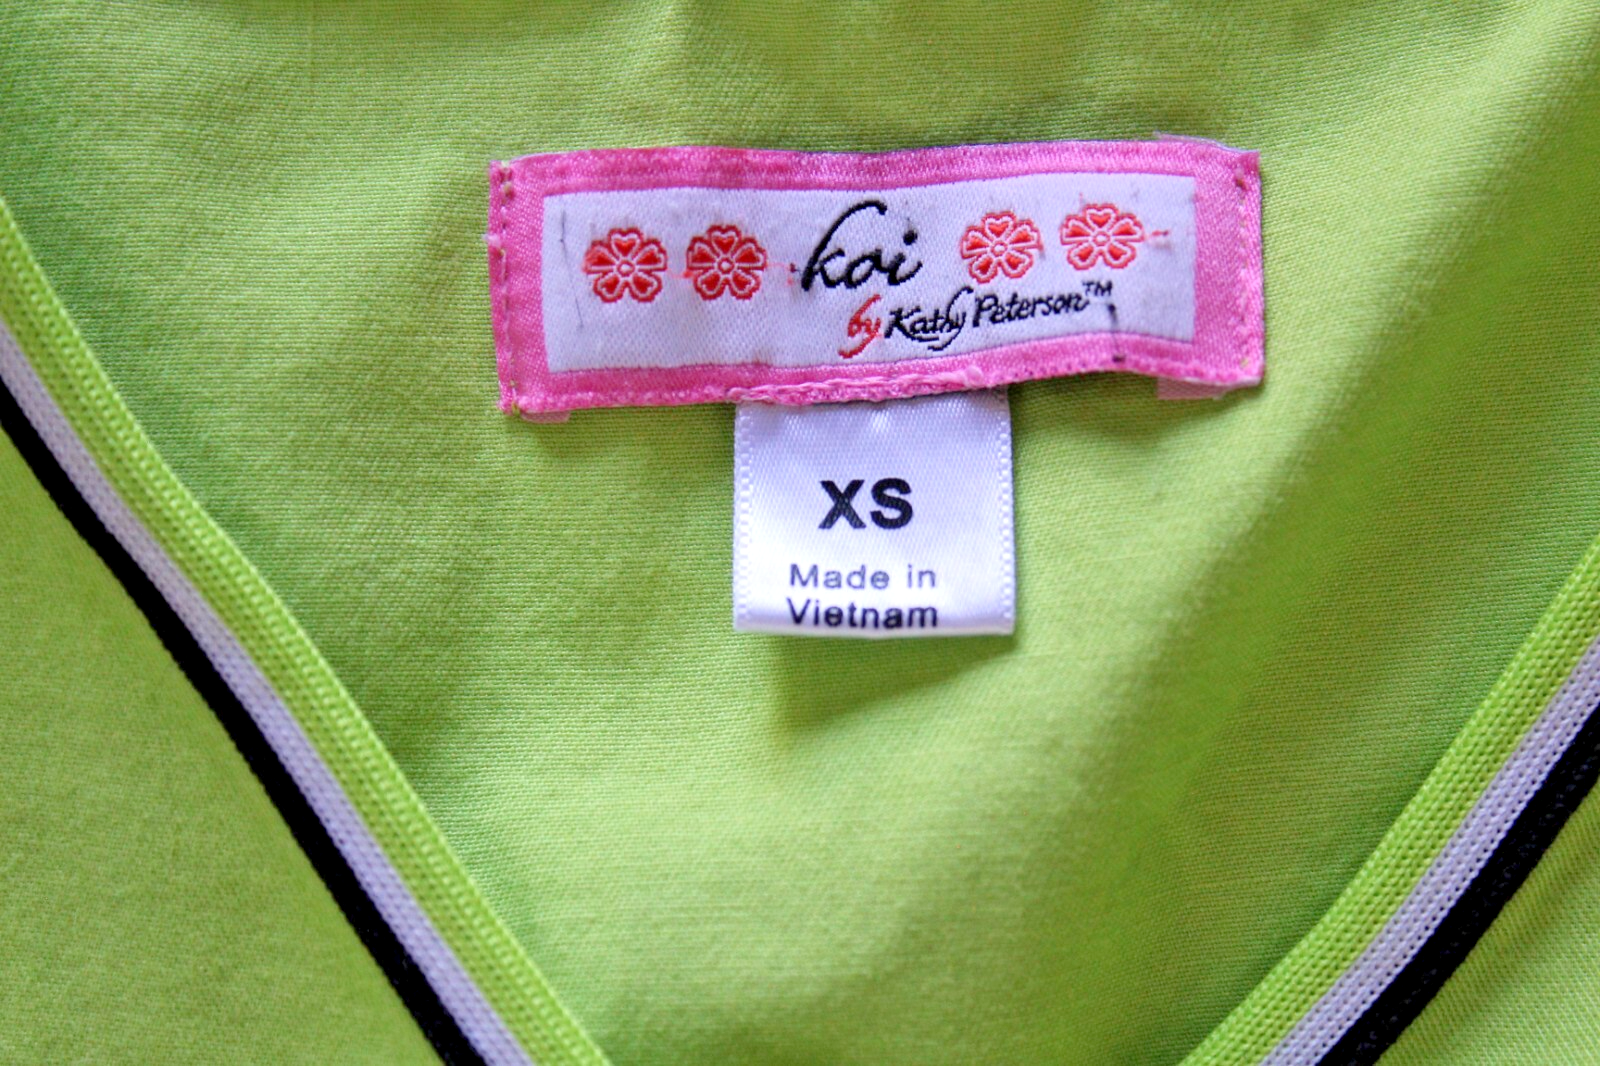 koi
by Kathy Peterson™
XS
Made in
Vietnam